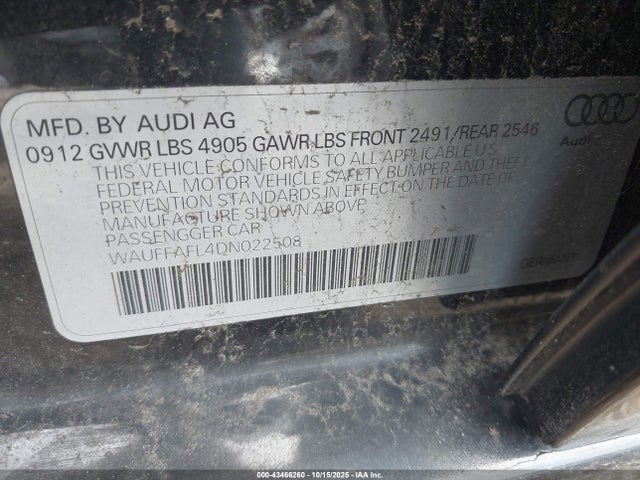 MFD. BY AUDI AG
0912 GVWR LBS 4905 GAWR LBS FRONT 2491/REAR 2546
THIS VEHICLE CONFORMS TO ALL APPLICABLE U.S.
FEDERAL MOTOR VEHICLE SAFETY BUMPER AND THEFT
PREVENTION STANDARDS IN EFFECT ON THE DATE OF
MANUFACTURE SHOWN ABOVE
PASSENGGER CAR
WAUFFAFL4DN022508
Audi
GERMANY
000-43466260 - 10/15/2025 - IAA Inc.